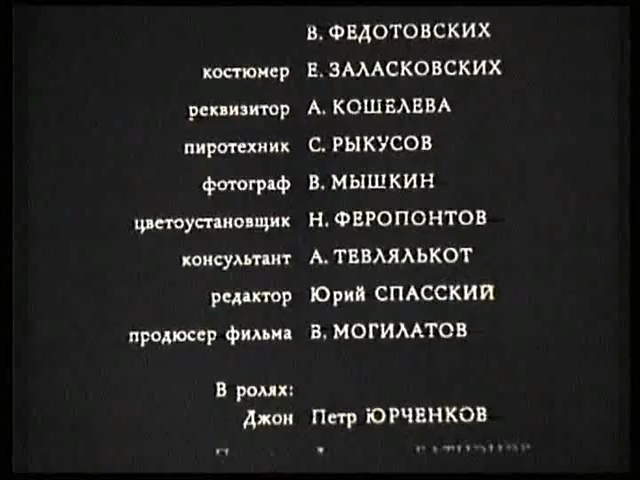 В. ФЕДОТОВСКИХ
костюмер Е. ЗАЛАСКОВСКИХ
реквизитор А. КОШЕЛЕВА
пиротехник С. РЫКУСОВ
фотограф В. МЫШКИН
цветоустановщик Н. ФЕРОПОНТОВ
консультант А. ТЕВЛЯЛЬКОТ
редактор Юрий СПАССКИЙ
продюсер фильма В. МОГИЛАТОВ
В ролях:
Джон Петр ЮРЧЕНКОВ